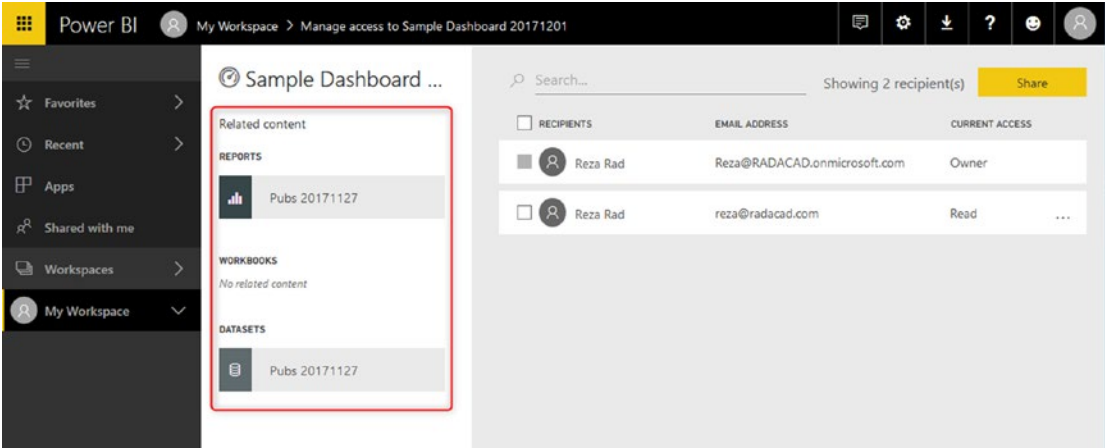 Power BI
My Workspace > Manage access to Sample Dashboard 20171201
Favorites
Recent
Apps
Shared with me
Workspaces
My Workspace
Sample Dashboard ...
Related content
REPORTS
Pubs 20171127
WORKBOOKS
No related content
DATASETS
Pubs 20171127
Search...
Showing 2 recipient(s)
Share
RECIPIENTS EMAIL ADDRESS CURRENT ACCESS
Reza Rad Reza@RADACAD.onmicrosoft.com Owner
Reza Rad reza@radacad.com Read ...